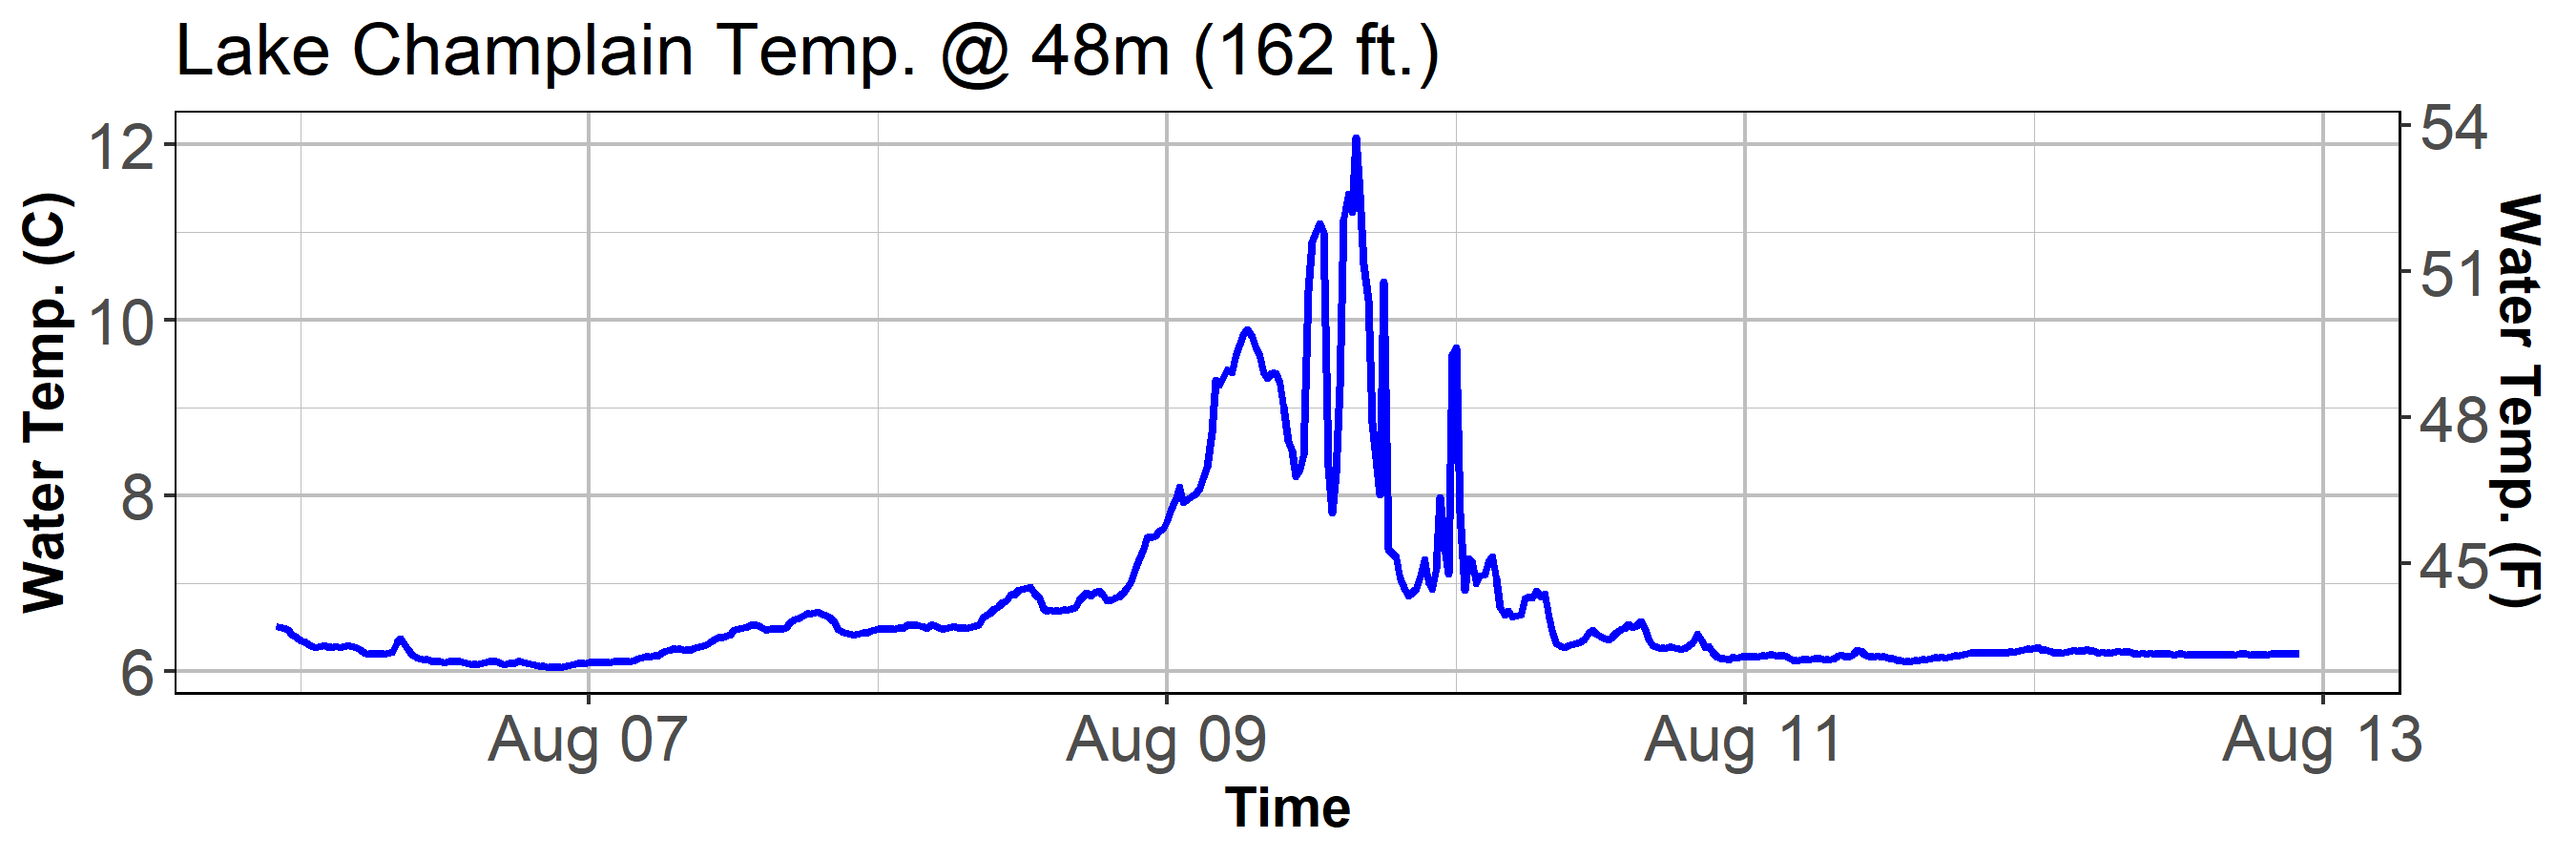 Lake Champlain Temp. @ 48m (162 ft.)
Water Temp. (C)
12
10
8
6
54
51
48
45
Water Temp. (F)
Aug 07
Aug 09
Aug 11
Aug 13
Time